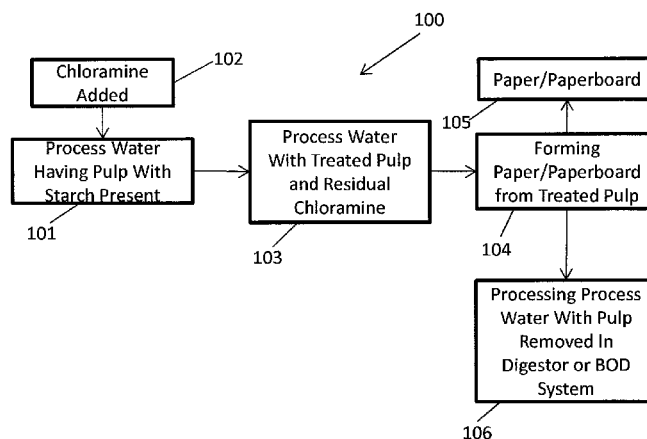 100
102
Chloramine
Added
Process Water
Having Pulp With
Starch Present
101
Process Water
With Treated Pulp
and Residual
Chloramine
103
Paper/Paperboard
105
Forming
Paper/Paperboard
from Treated Pulp
104
Processing Process
Water With Pulp
Removed In
Digestor or BOD
System
106